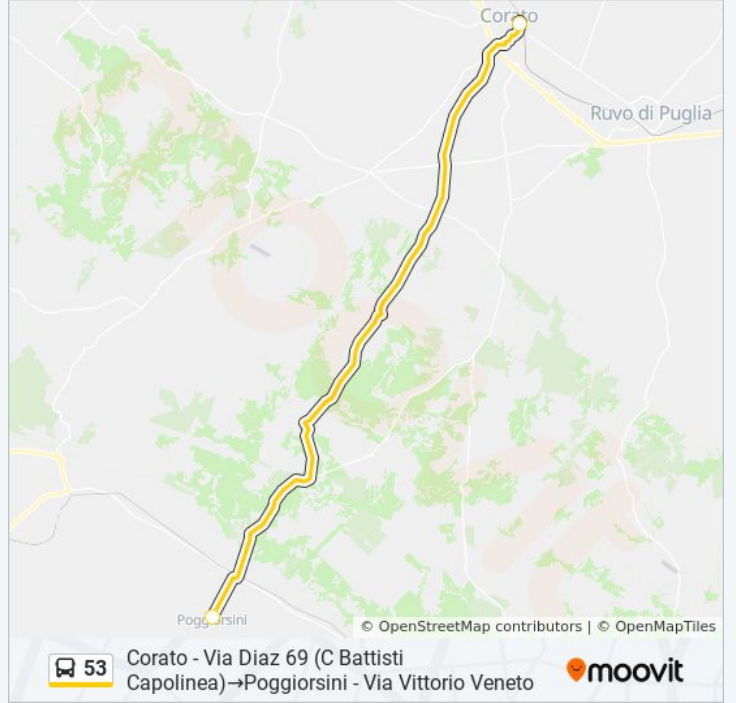 Corato
Ruvo di Puglia
Poggiorsini
© OpenStreetMap contributors | © OpenMapTiles
53
Corato - Via Diaz 69 (C Battisti
Capolinea)→Poggiorsini - Via Vittorio Veneto
moovit